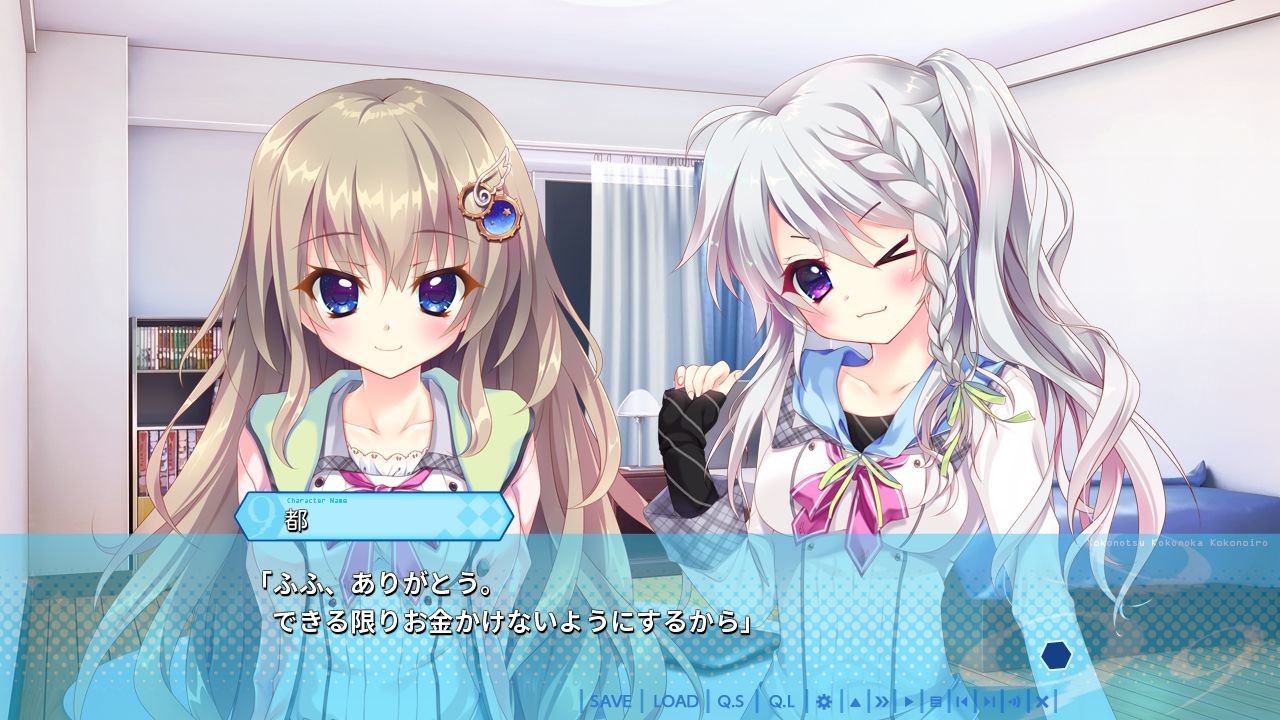 Character Name
9
都
Kokonotsu Kokonoka Kokonoiro
「ふふ、ありがとう。
できる限りお金かけないようにするから」
SAVE | LOAD | Q.S | Q.L